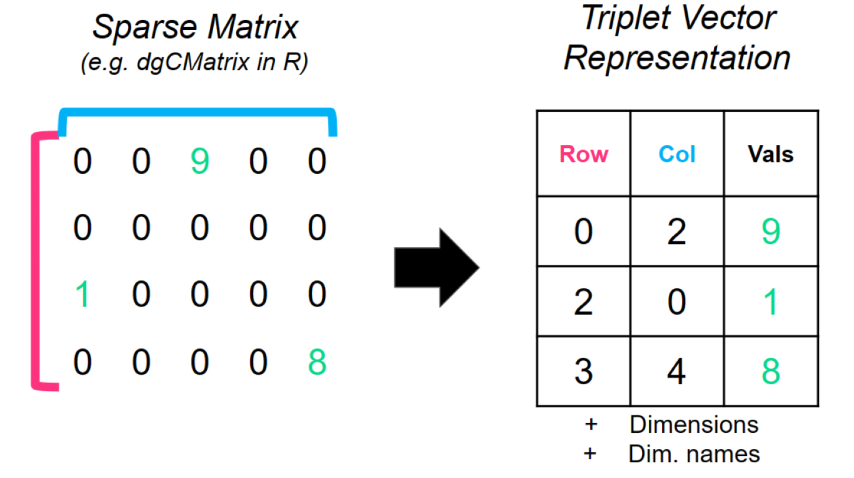 Sparse Matrix
(e.g. dgCMatrix in R)
0 0 9 0 0
0 0 0 0 0
1 0 0 0 0
0 0 0 0 8
Triplet Vector
Representation
Row Col Vals
0 2 9
2 0 1
3 4 8
+ Dimensions
+ Dim. names